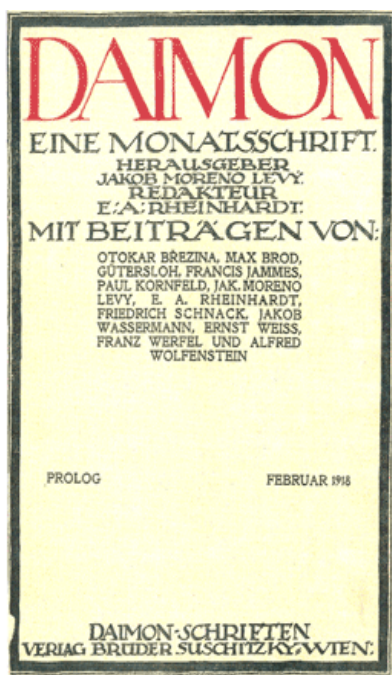 DAIMON
EINE MONATSSCHRIFT.
HERAUSGEBER
JAKOB MORENO LEVY.
REDAKTEUR
E. A. RHEINHARDT.
MIT BEITRÄGEN VON:
OTOKAR BŘEZINA, MAX BROD,
GÜTERSLOH, FRANCIS JAMMES,
PAUL KORNFELD, JAK. MORENO
LEVY, E. A. RHEINHARDT,
FRIEDRICH SCHNACK, JAKOB
WASSERMANN, ERNST WEISS,
FRANZ WERFEL UND ALFRED
WOLFENSTEIN
PROLOG FEBRUAR 1918
DAIMON-SCHRIFTEN
VERLAG BRÜDER SUSCHITZKY, WIEN.